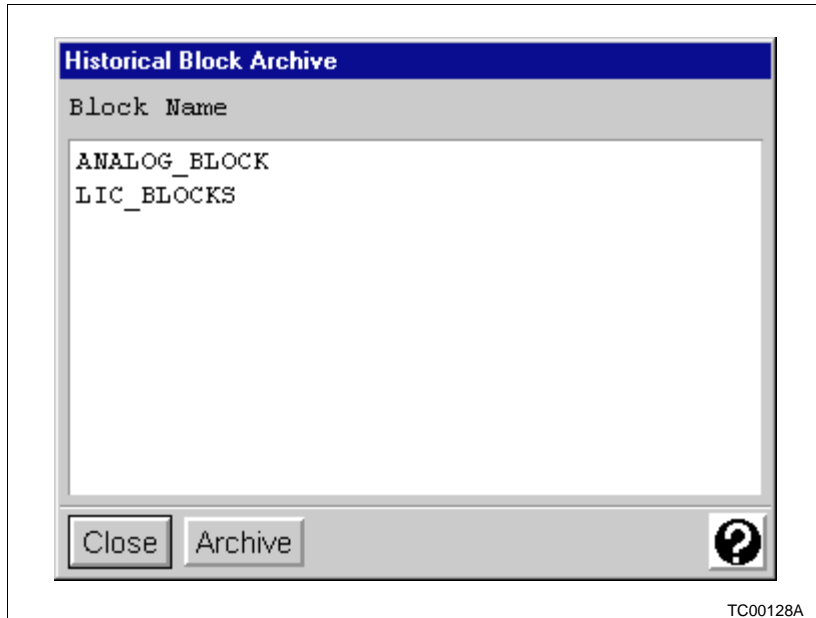 Historical Block Archive
Block Name
ANALOG_BLOCK
LIC_BLOCKS
Close Archive ?
TC00128A